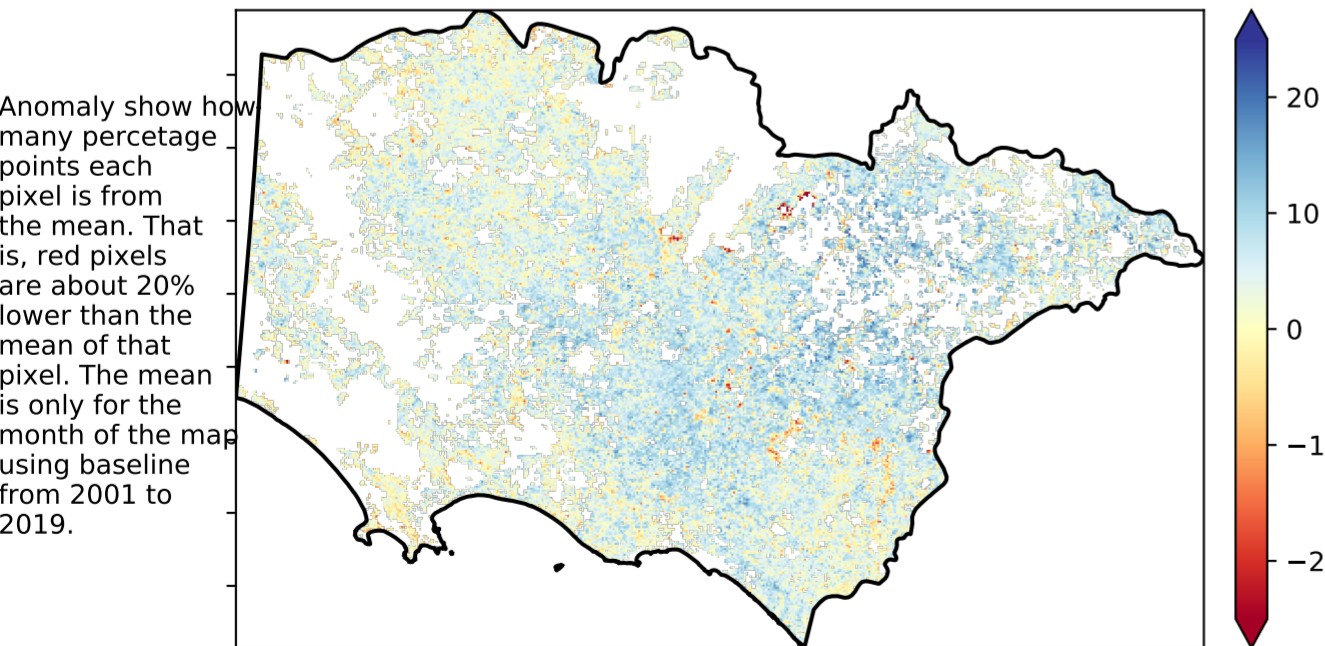 Anomaly show how
many percetage
points each
pixel is from
the mean. That
is, red pixels
are about 20%
lower than the
mean of that
pixel. The mean
is only for the
month of the map
using baseline
from 2001 to
2019.
20
10
0
−1
−2